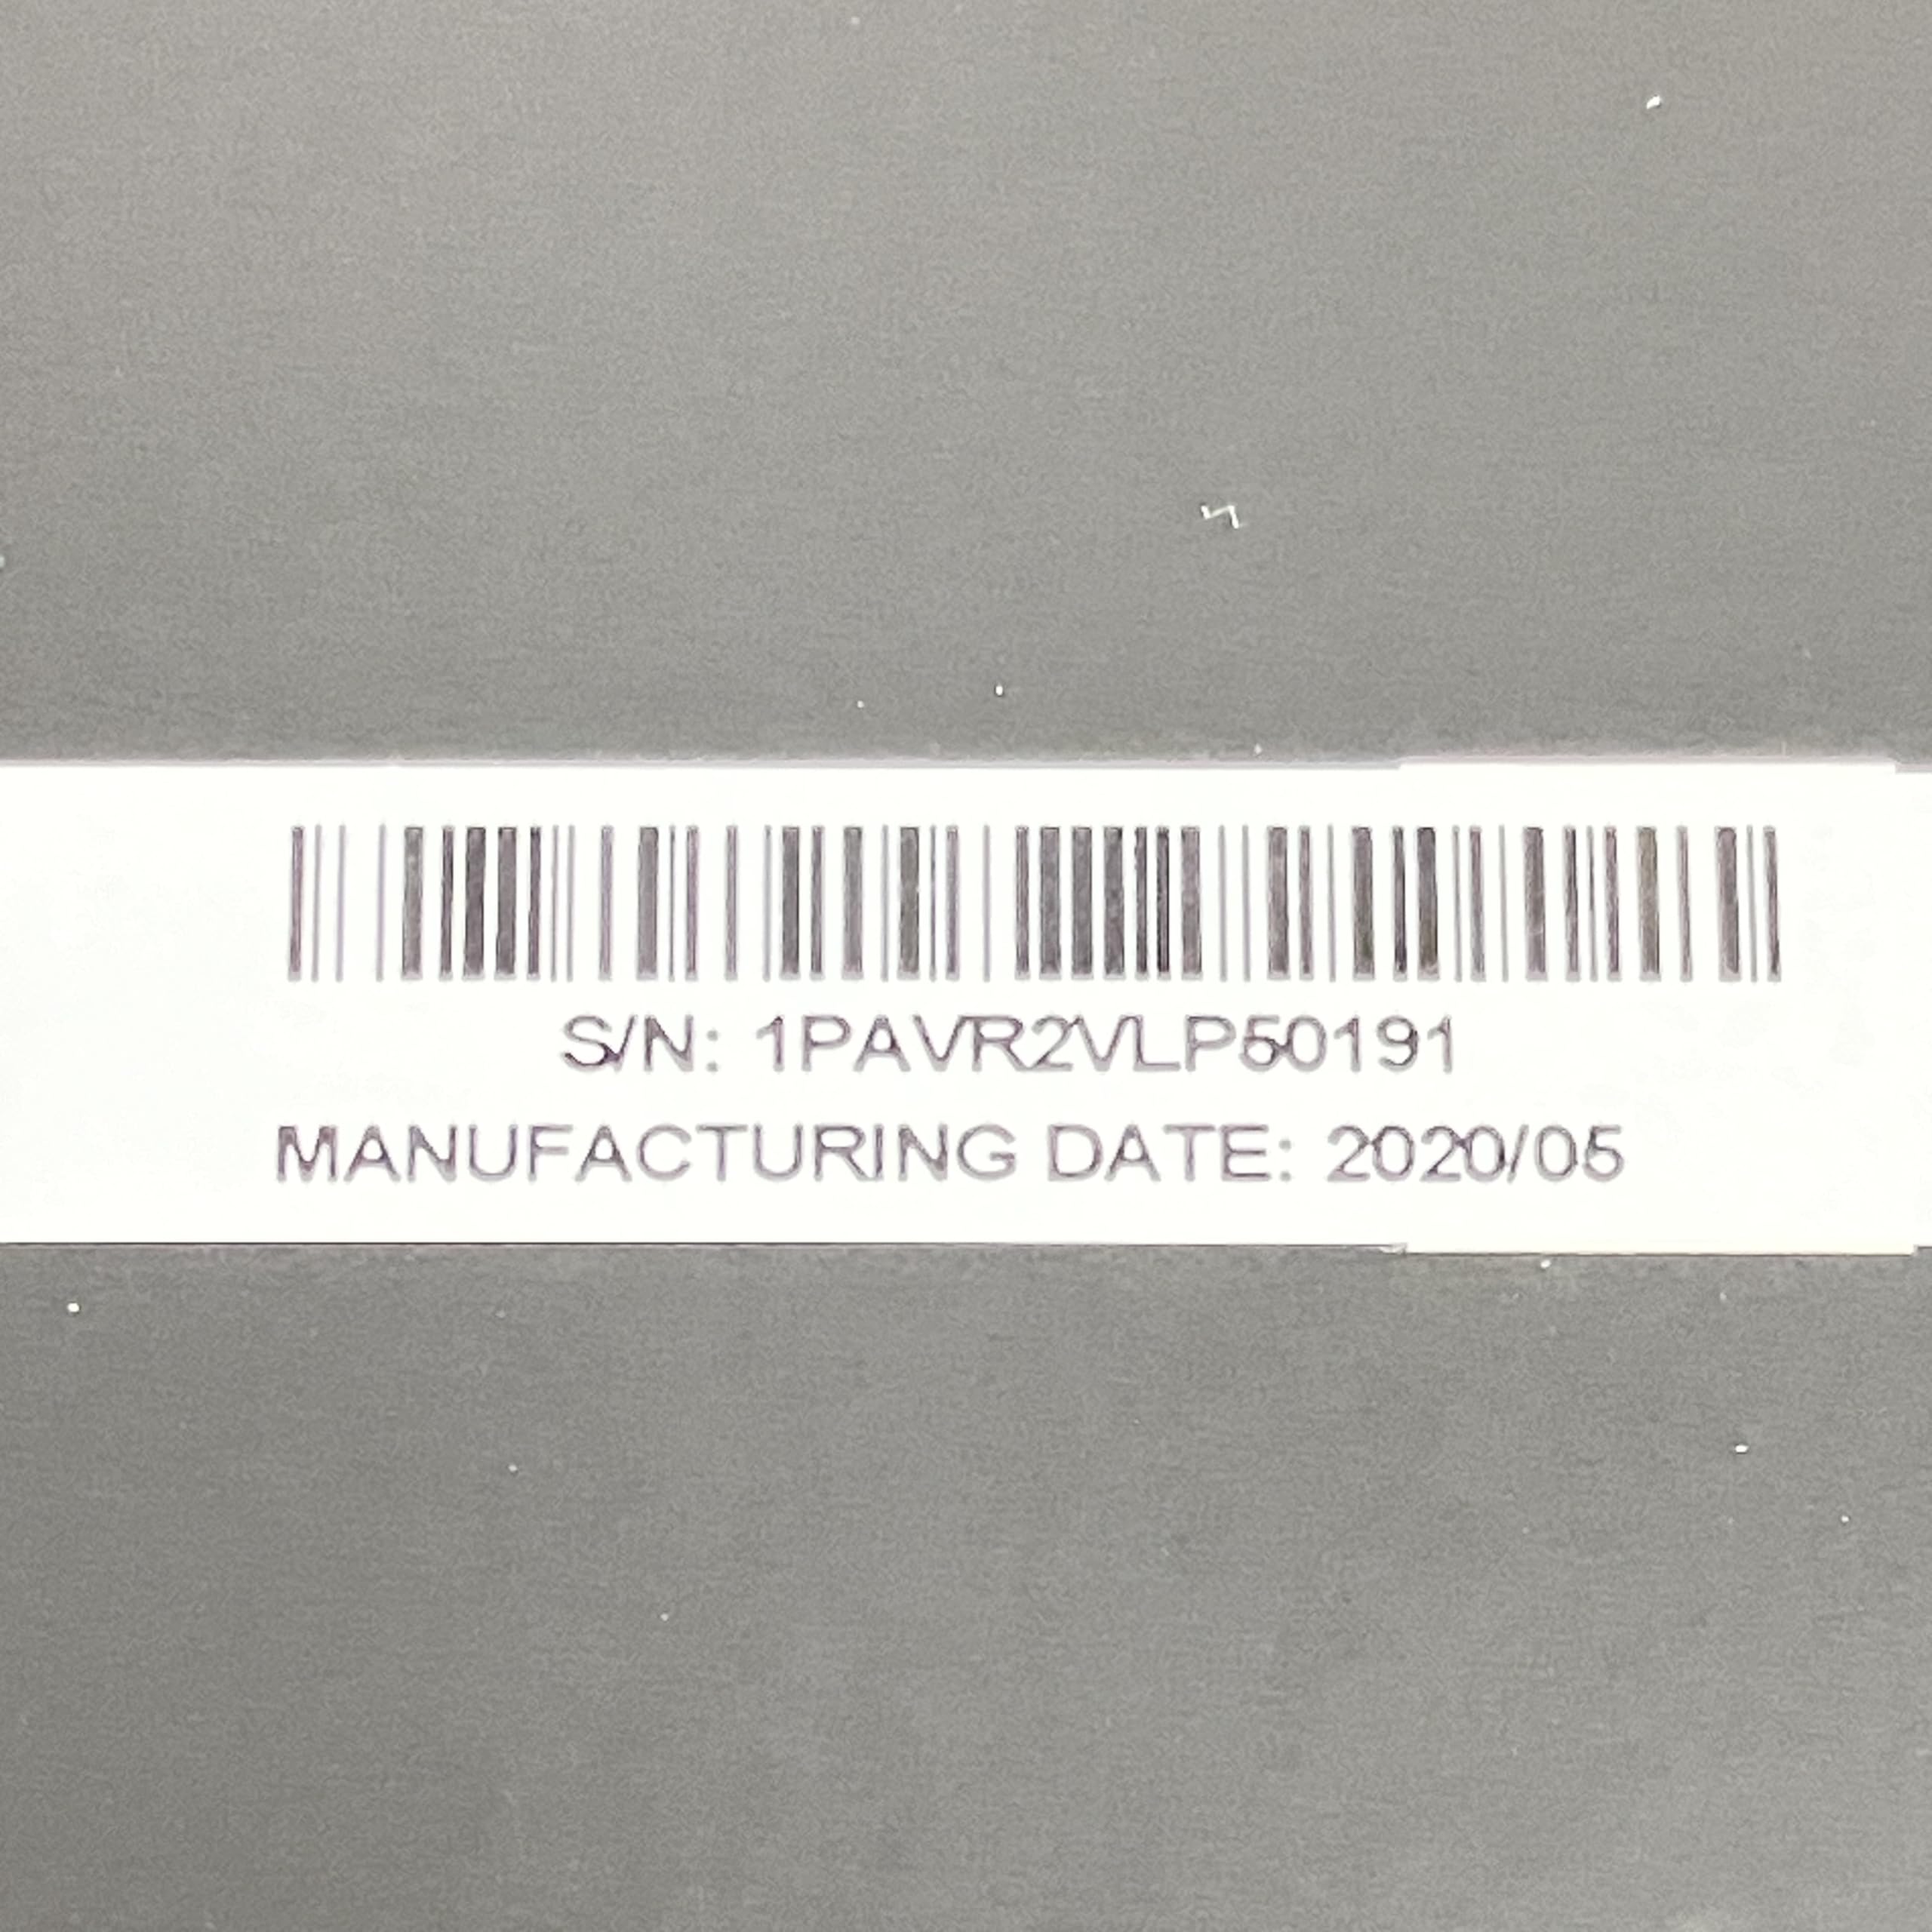 S/N: 1PAVR2VLP50191
MANUFACTURING DATE: 2020/05